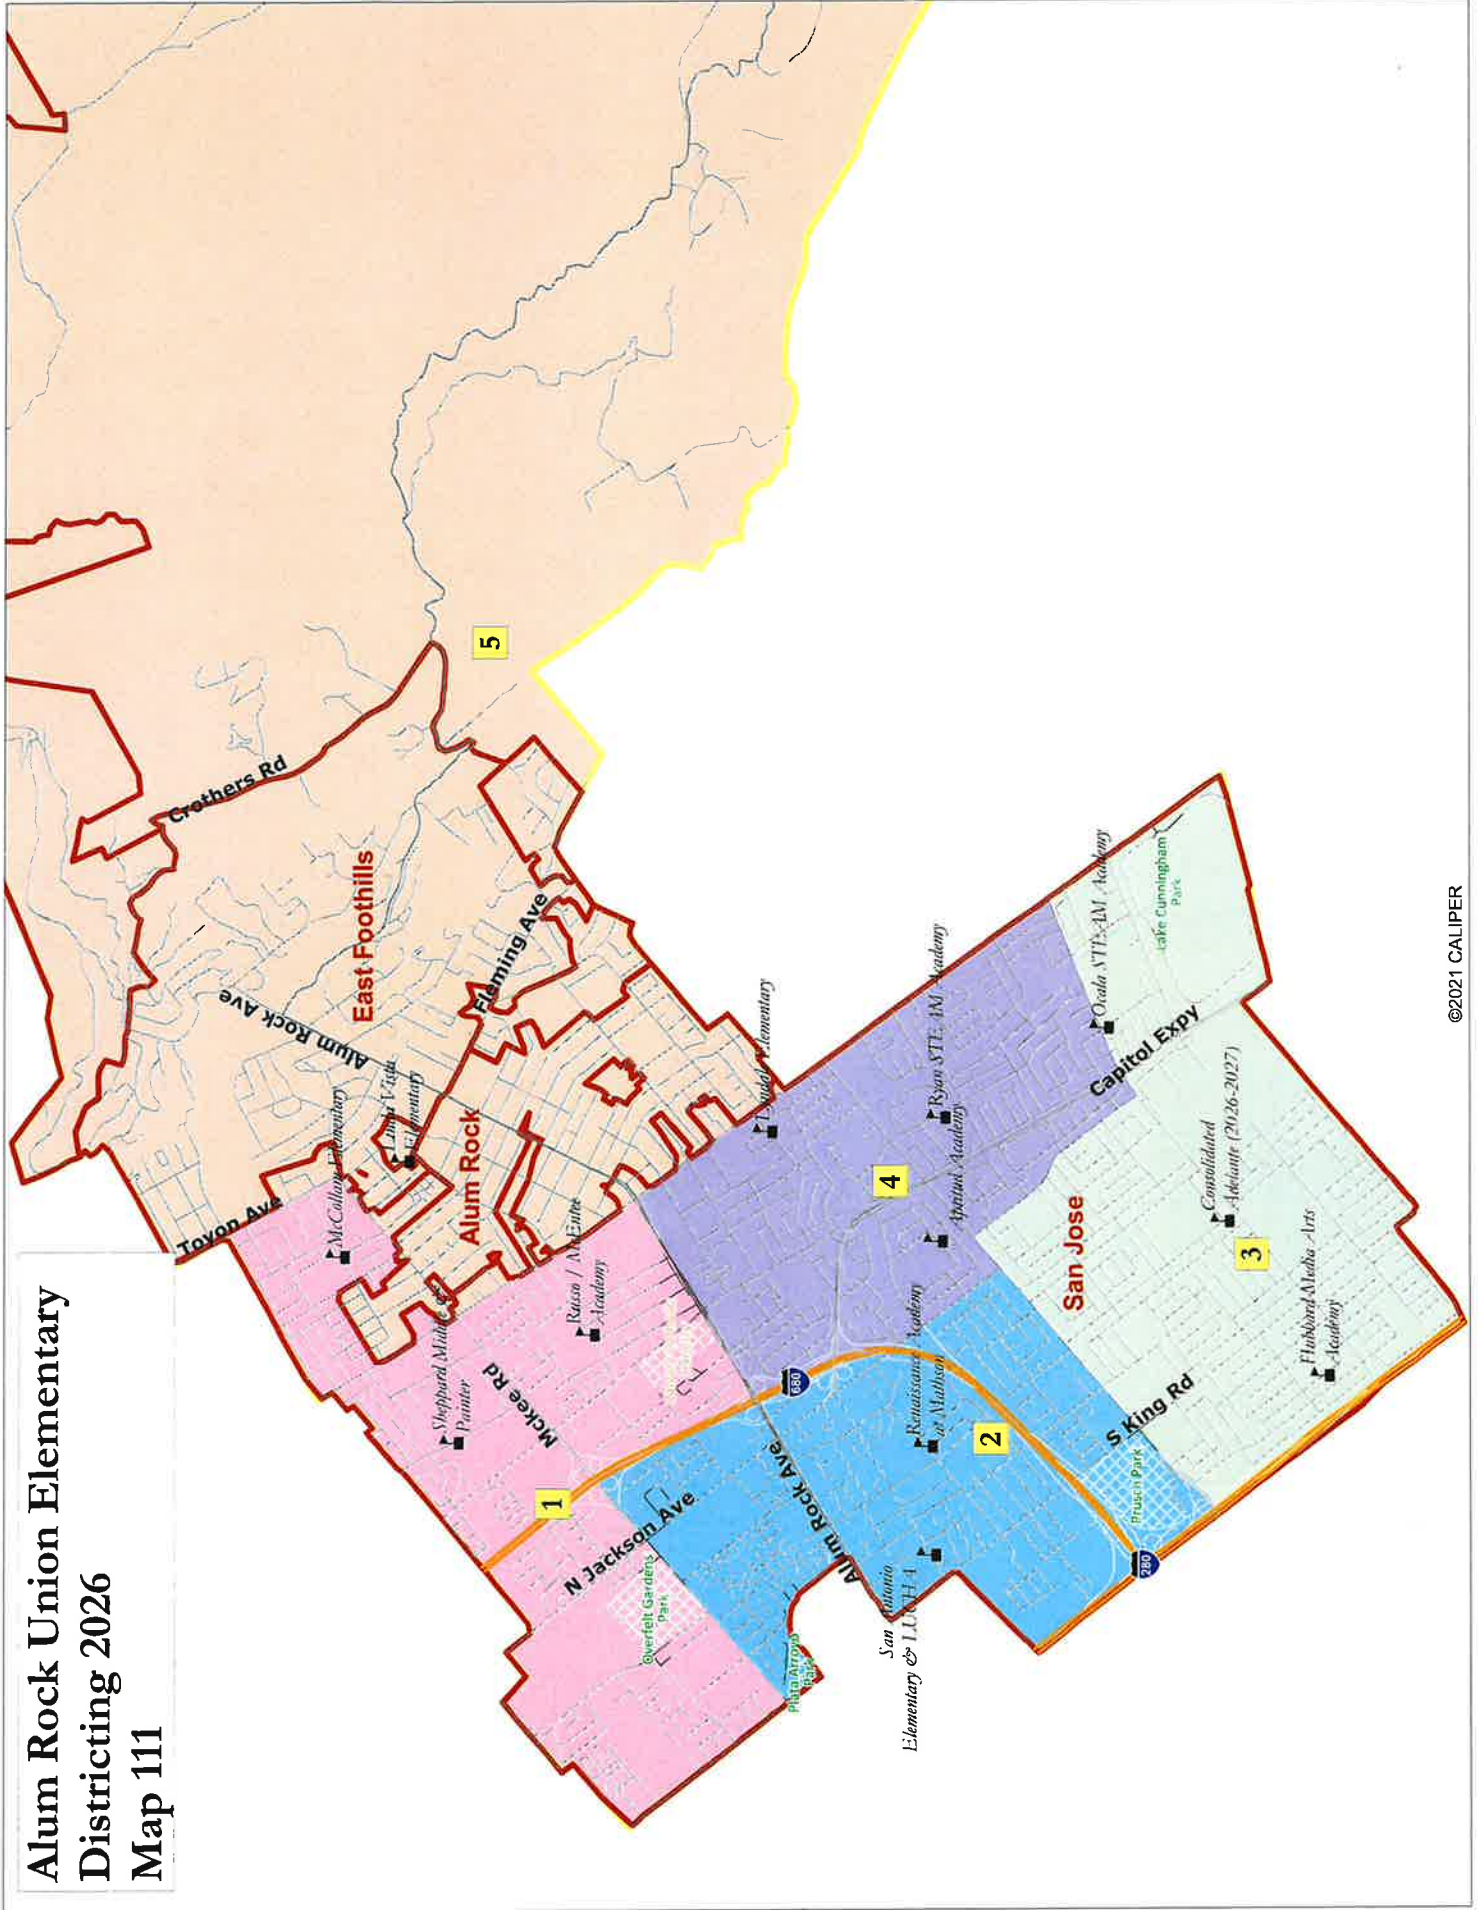 Alum Rock Union Elementary
Districting 2026
Map 111
Toyon Ave
Crothers Rd
Alum Rock Ave
East Foothills
Fleming Ave
McCollam Elementary
Linda Vista
Elementary
Alum Rock
5
Sheppard Middle &
Painter
Mckee Rd
Russo / McEntee
Academy
1
N Jackson Ave
Overfelt Gardens
Park
Plata Arroyo
Park
680
Alum Rock Ave
San Antonio
Elementary & LUCHA
Renaissance Academy
at Mathson
2
4
Aptitud Academy
Ryan STEAM Academy
Elementary
Ocala STEAM Academy
Lake Cunningham
Park
Capitol Expy
San Jose
Consolidated
Adelante (2026-2027)
3
Hubbard Media Arts
Academy
S King Rd
Prusch Park
280
©2021 CALIPER